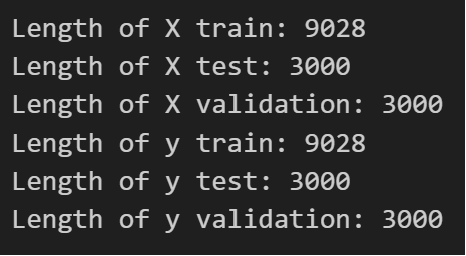 Length of X train: 9028
Length of X test: 3000
Length of X validation: 3000
Length of y train: 9028
Length of y test: 3000
Length of y validation: 3000